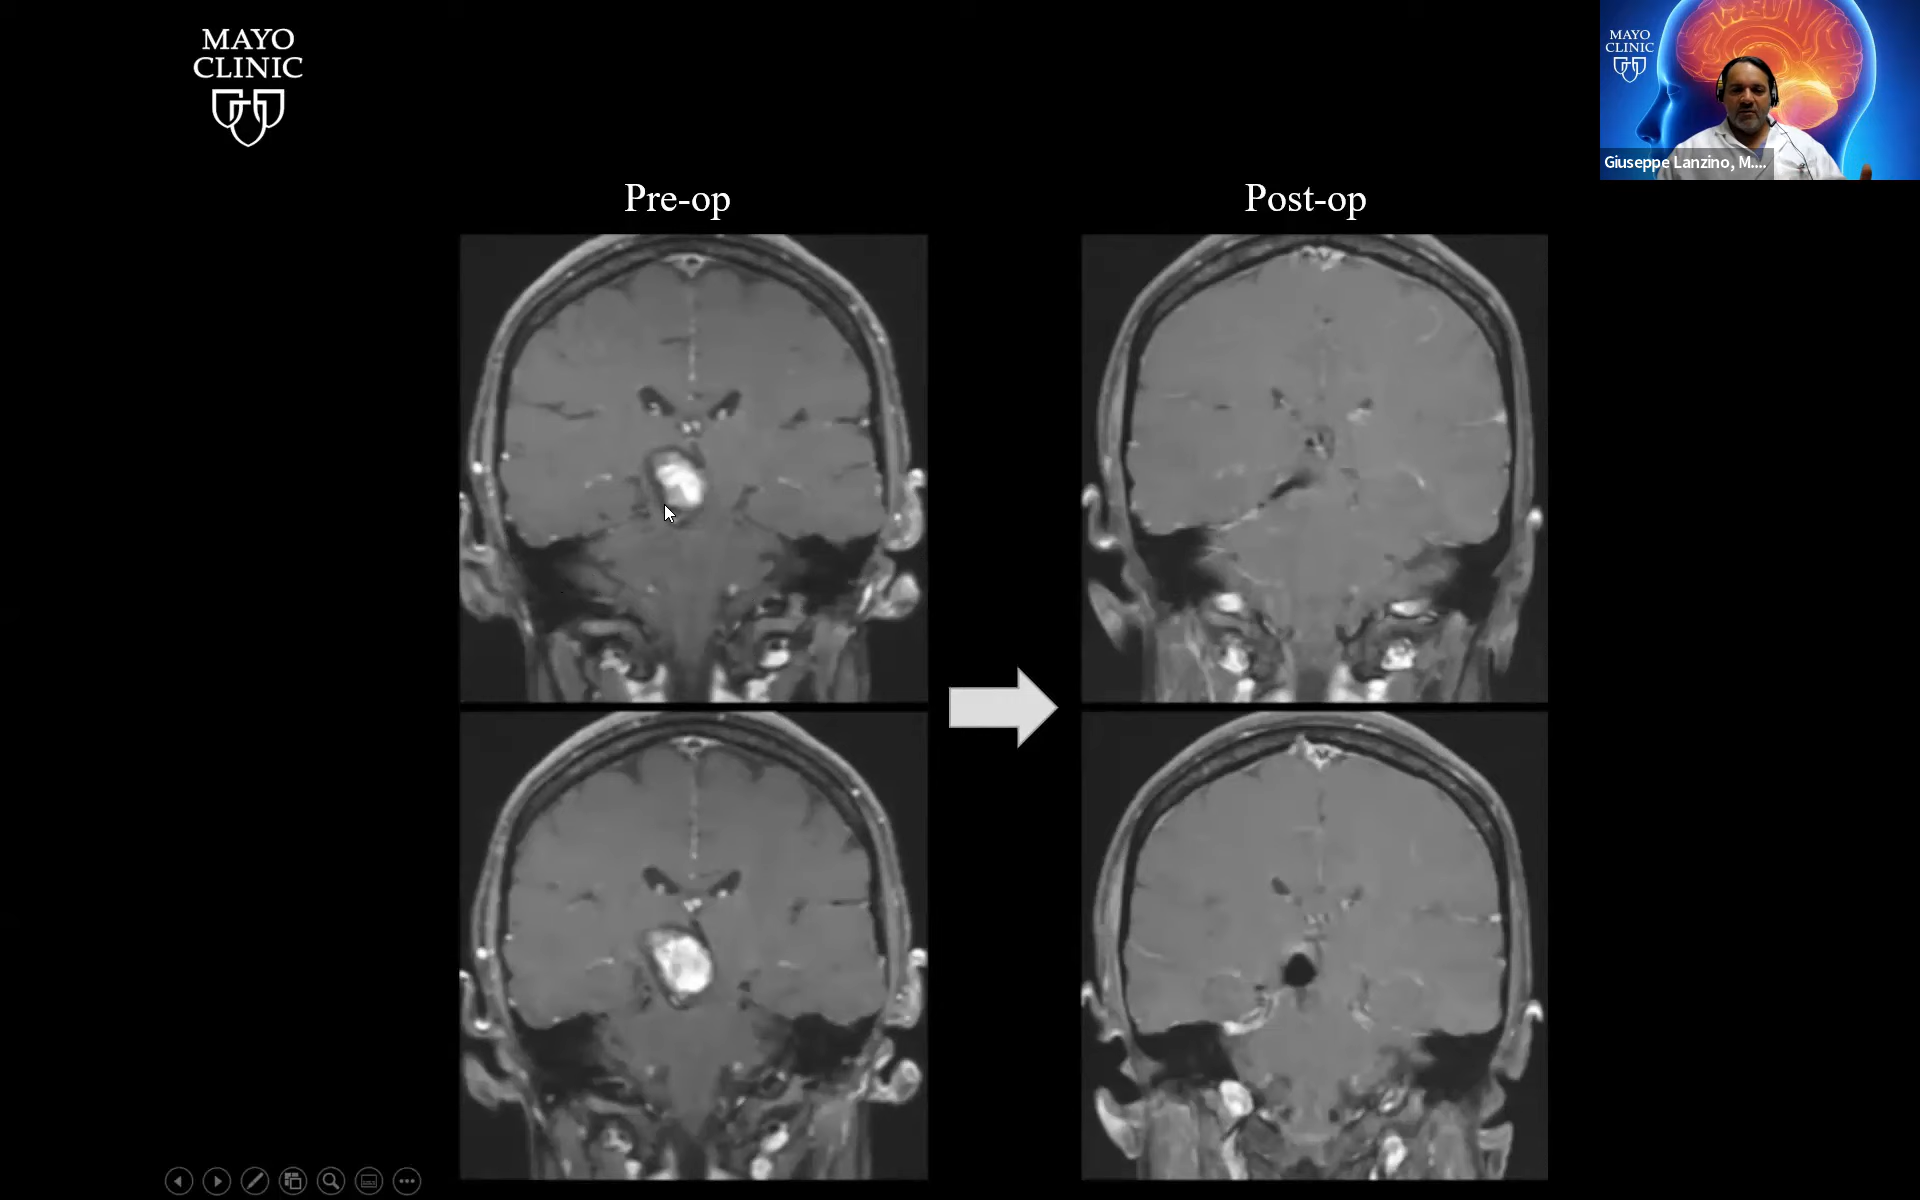 MAYO
CLINIC
MAYO
CLINIC
Giuseppe Lanzino, M....
Pre-op
Post-op